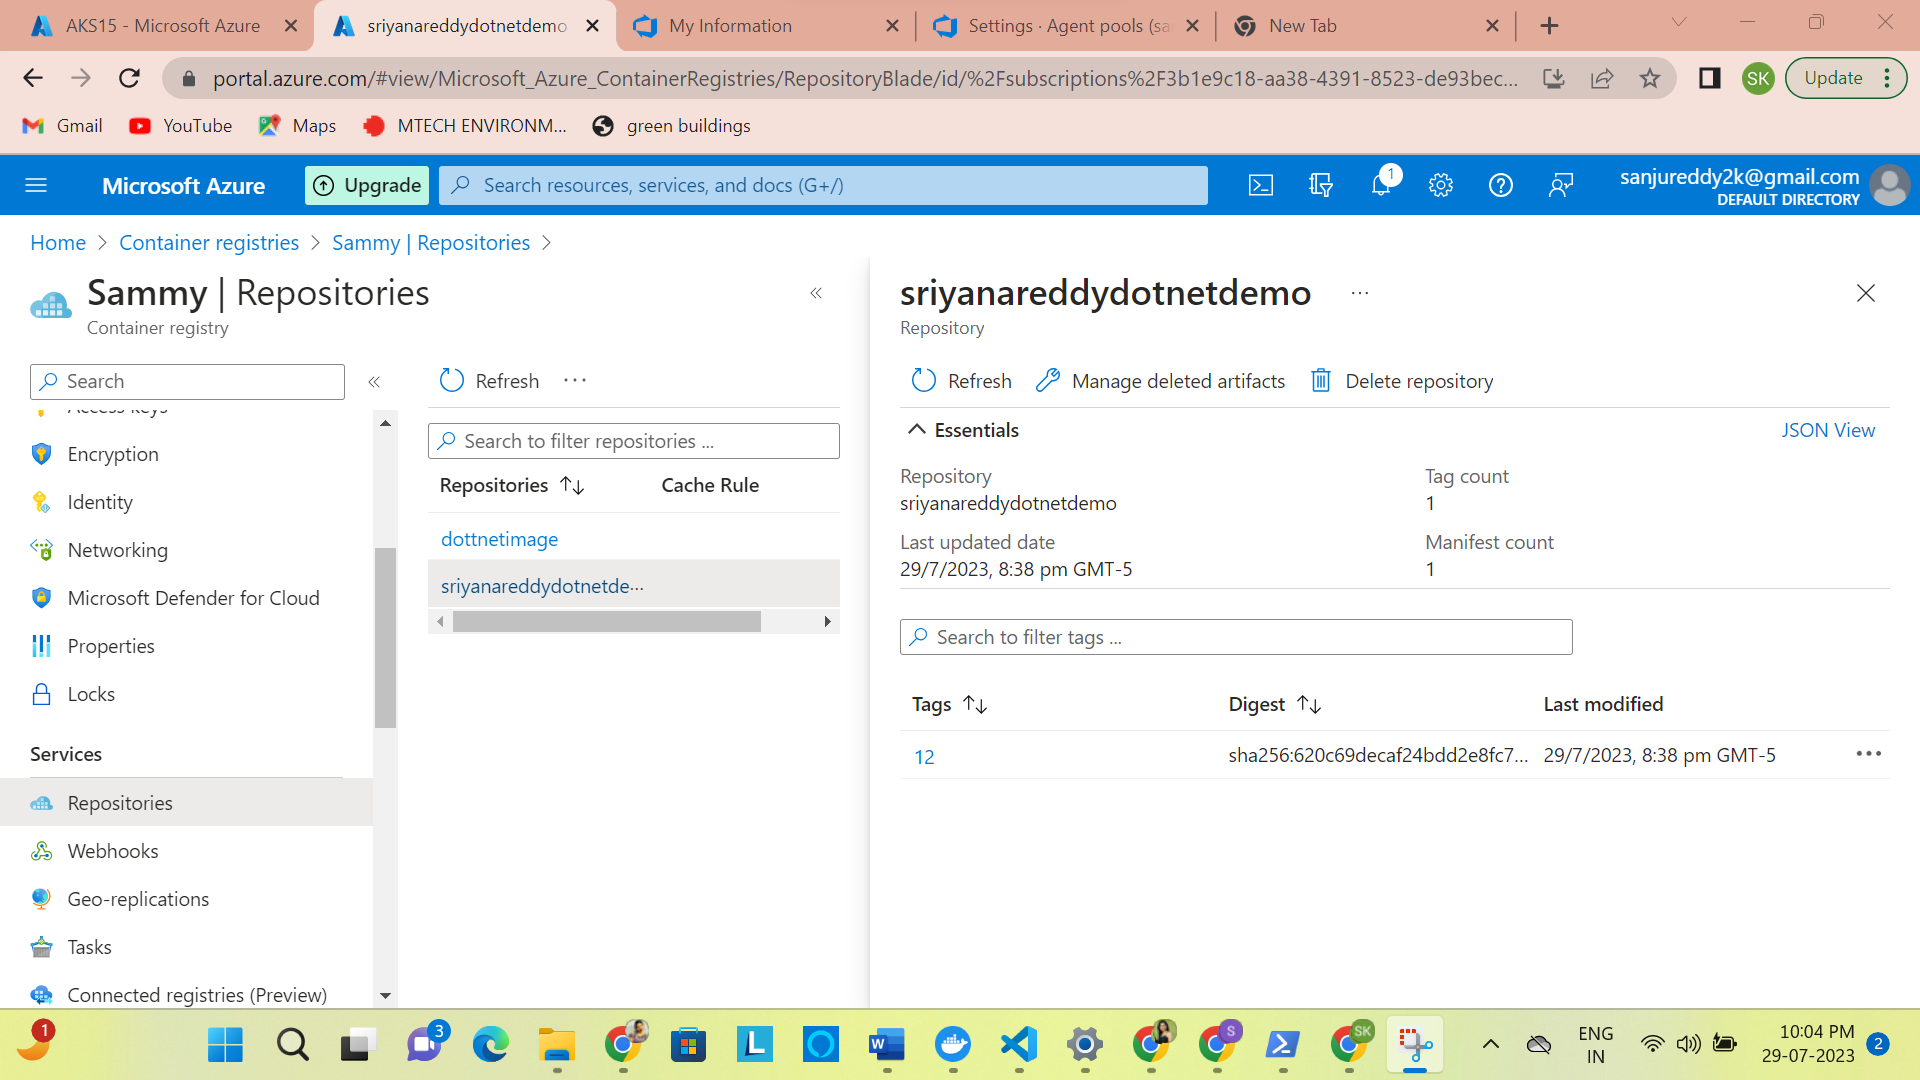 AKS15 - Microsoft Azure
sriyanareddydotnetdemo
My Information
Settings · Agent pools (sa
New Tab
portal.azure.com/#view/Microsoft_Azure_ContainerRegistries/RepositoryBlade/id/%2Fsubscriptions%2F3b1e9c18-aa38-4391-8523-de93bec...
SK
Update
Gmail
YouTube
Maps
MTECH ENVIRONM...
green buildings
Microsoft Azure
Upgrade
Search resources, services, and docs (G+/)
1
sanjureddy2k@gmail.com
DEFAULT DIRECTORY
Home
Container registries
Sammy | Repositories
Sammy | Repositories
Container registry
Search
Access keys
Encryption
Identity
Networking
Microsoft Defender for Cloud
Properties
Locks
Services
Repositories
Webhooks
Geo-replications
Tasks
Connected registries (Preview)
Refresh
Search to filter repositories ...
Repositories
Cache Rule
dottnetimage
sriyanareddydotnetde...
sriyanareddydotnetdemo
Repository
Refresh
Manage deleted artifacts
Delete repository
Essentials
JSON View
Repository
sriyanareddydotnetdemo
Tag count
1
Last updated date
29/7/2023, 8:38 pm GMT-5
Manifest count
1
Search to filter tags ...
Tags
Digest
Last modified
12
sha256:620c69decaf24bdd2e8fc7...
29/7/2023, 8:38 pm GMT-5
1
3
L
W
S
SK
ENG
IN
10:04 PM
29-07-2023
2